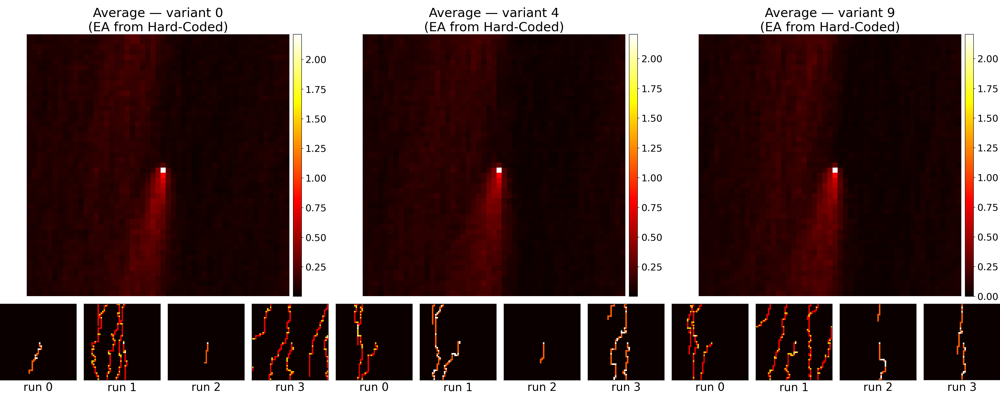 Average — variant 0
(EA from Hard-Coded)
2.00
1.75
1.50
1.25
1.00
0.75
0.50
0.25
Average — variant 4
(EA from Hard-Coded)
2.00
1.75
1.50
1.25
1.00
0.75
0.50
0.25
Average — variant 9
(EA from Hard-Coded)
2.00
1.75
1.50
1.25
1.00
0.75
0.50
0.25
0.00
run 0
run 1
run 2
run 3
run 0
run 1
run 2
run 3
run 0
run 1
run 2
run 3